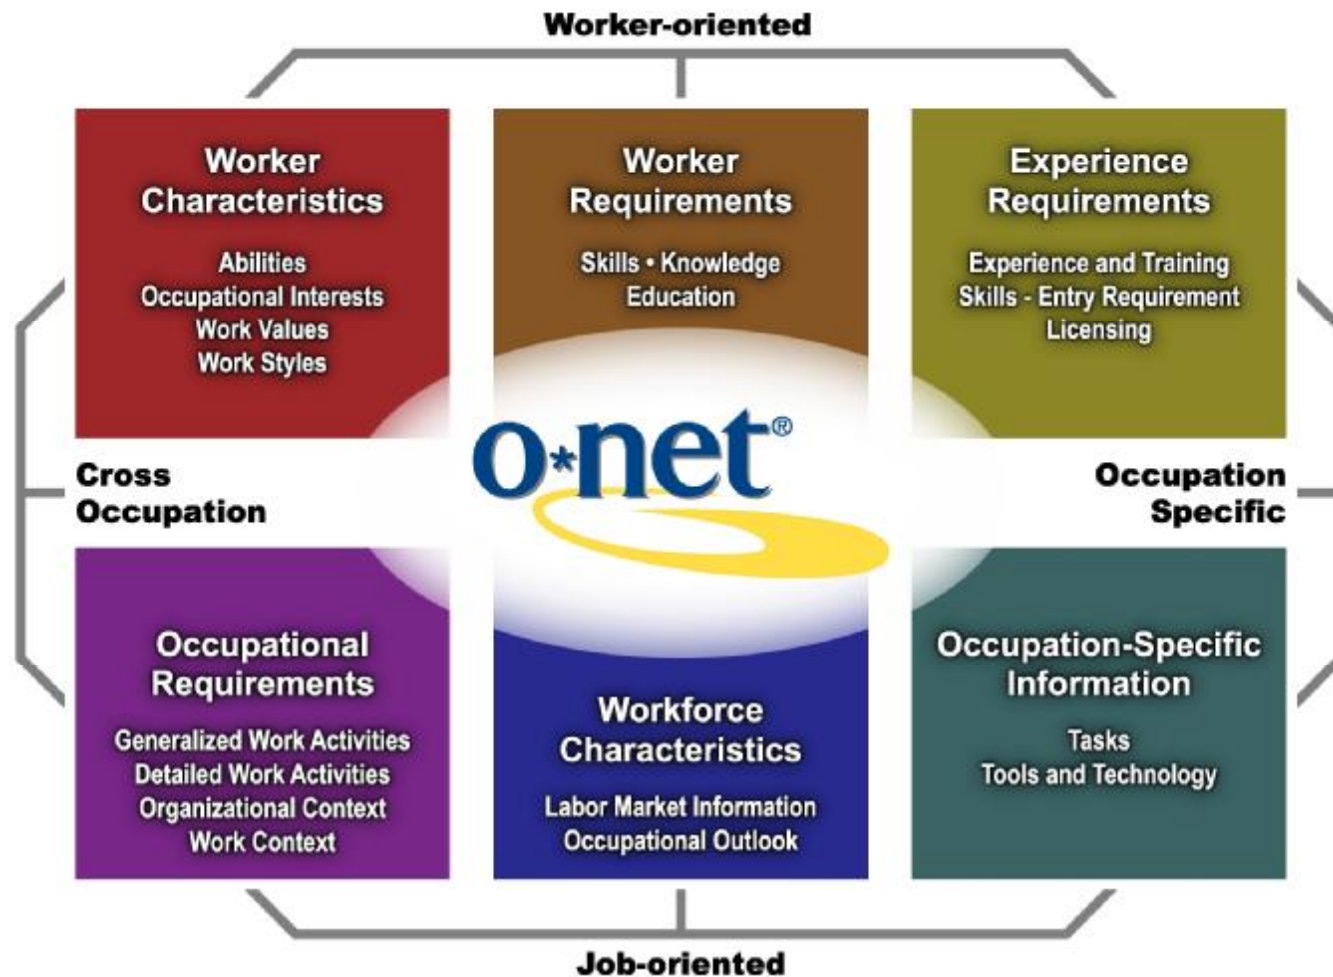 Worker-oriented
Worker
Characteristics
Abilities
Occupational Interests
Work Values
Work Styles
Worker
Requirements
Skills • Knowledge
Education
Experience
Requirements
Experience and Training
Skills - Entry Requirement
Licensing
o*net®
Cross
Occupation
Occupation
Specific
Occupational
Requirements
Generalized Work Activities
Detailed Work Activities
Organizational Context
Work Context
Workforce
Characteristics
Labor Market Information
Occupational Outlook
Occupation-Specific
Information
Tasks
Tools and Technology
Job-oriented